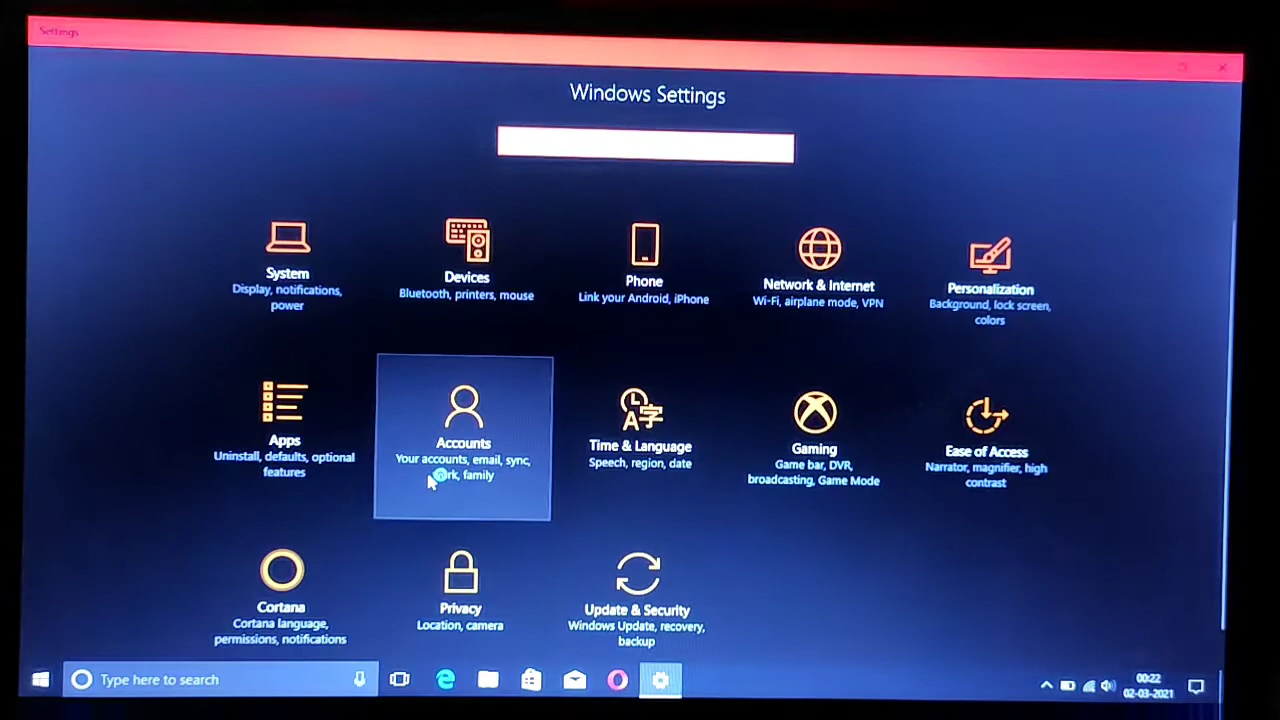 Settings
Windows Settings
System
Display, notifications,
power
Devices
Bluetooth, printers, mouse
Phone
Link your Android, iPhone
Network & Internet
Wi-Fi, airplane mode, VPN
Personalization
Background, lock screen,
colors
Apps
Uninstall, defaults, optional
features
Accounts
Your accounts, email, sync,
work, family
Time & Language
Speech, region, date
Gaming
Game bar, DVR,
broadcasting, Game Mode
Ease of Access
Narrator, magnifier, high
contrast
Cortana
Cortana language,
permissions, notifications
Privacy
Location, camera
Update & Security
Windows Update, recovery,
backup
Type here to search
00:22
02-03-2021